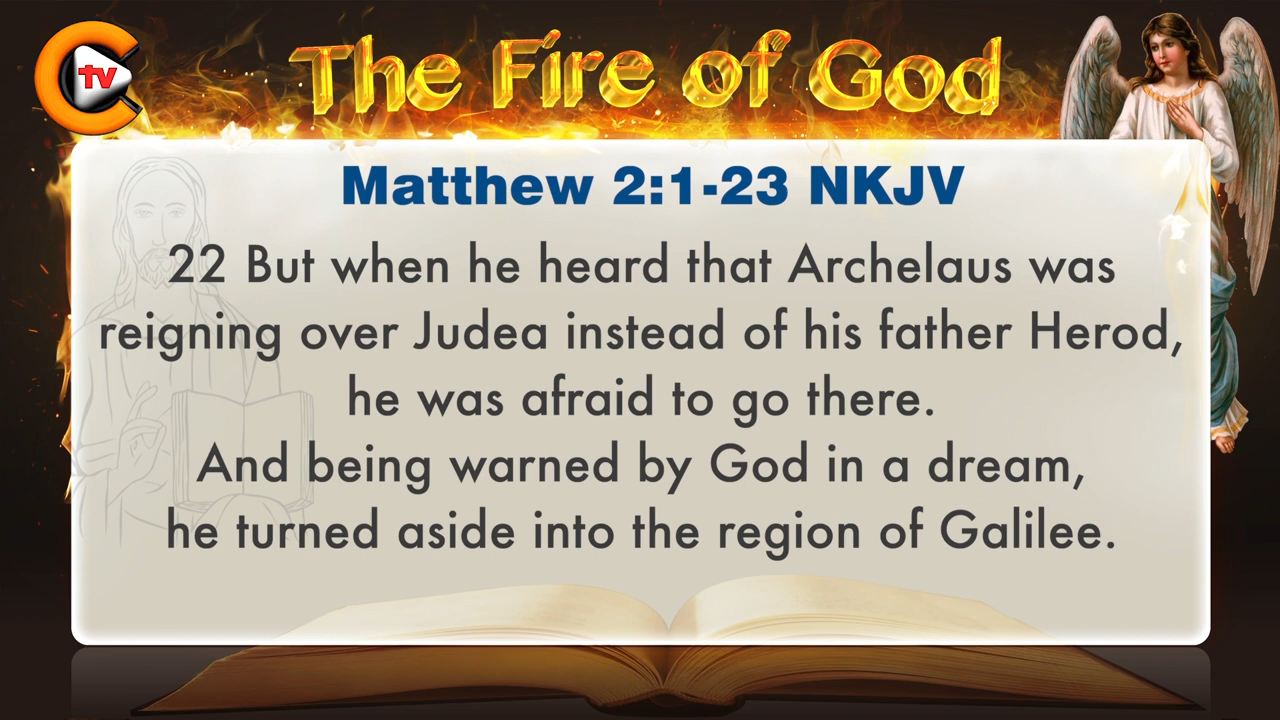 tv
The Fire of God
Matthew 2:1-23 NKJV
22 But when he heard that Archelaus was
reigning over Judea instead of his father Herod,
he was afraid to go there.
And being warned by God in a dream,
he turned aside into the region of Galilee.